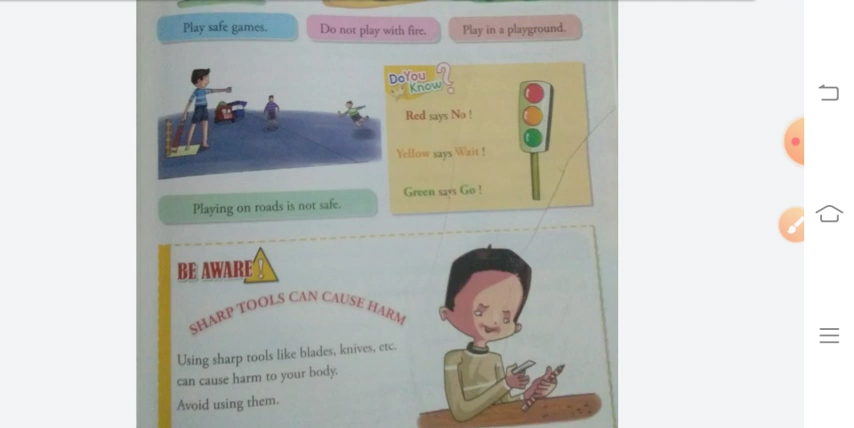 Play safe games.
Do not play with fire.
Play in a playground.
Do You
Know?
Red says No !
Yellow says Wait !
Green says Go !
Playing on roads is not safe.
BE AWARE!
SHARP TOOLS CAN CAUSE HARM
Using sharp tools like blades, knives, etc.
can cause harm to your body.
Avoid using them.